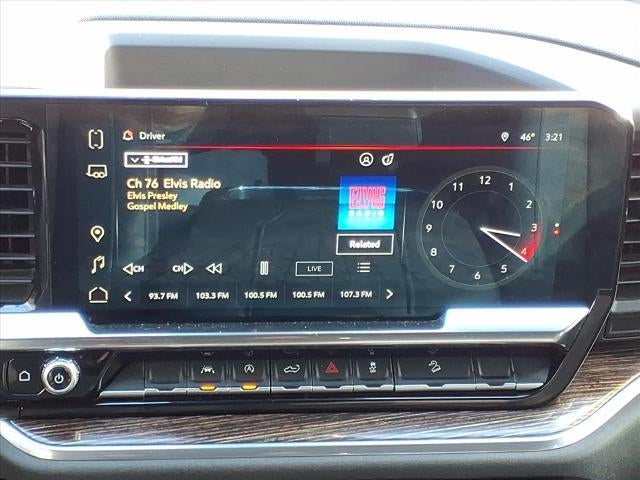 Driver
46° 3:21
SiriusXM
Ch 76 Elvis Radio
Elvis Presley
Gospel Medley
ELVIS
RADIO
Related
CH
CH
LIVE
93.7 FM 103.3 FM 100.5 FM 100.5 FM 107.3 FM
12
1
2
3
4
5
6
7
8
9
10
11